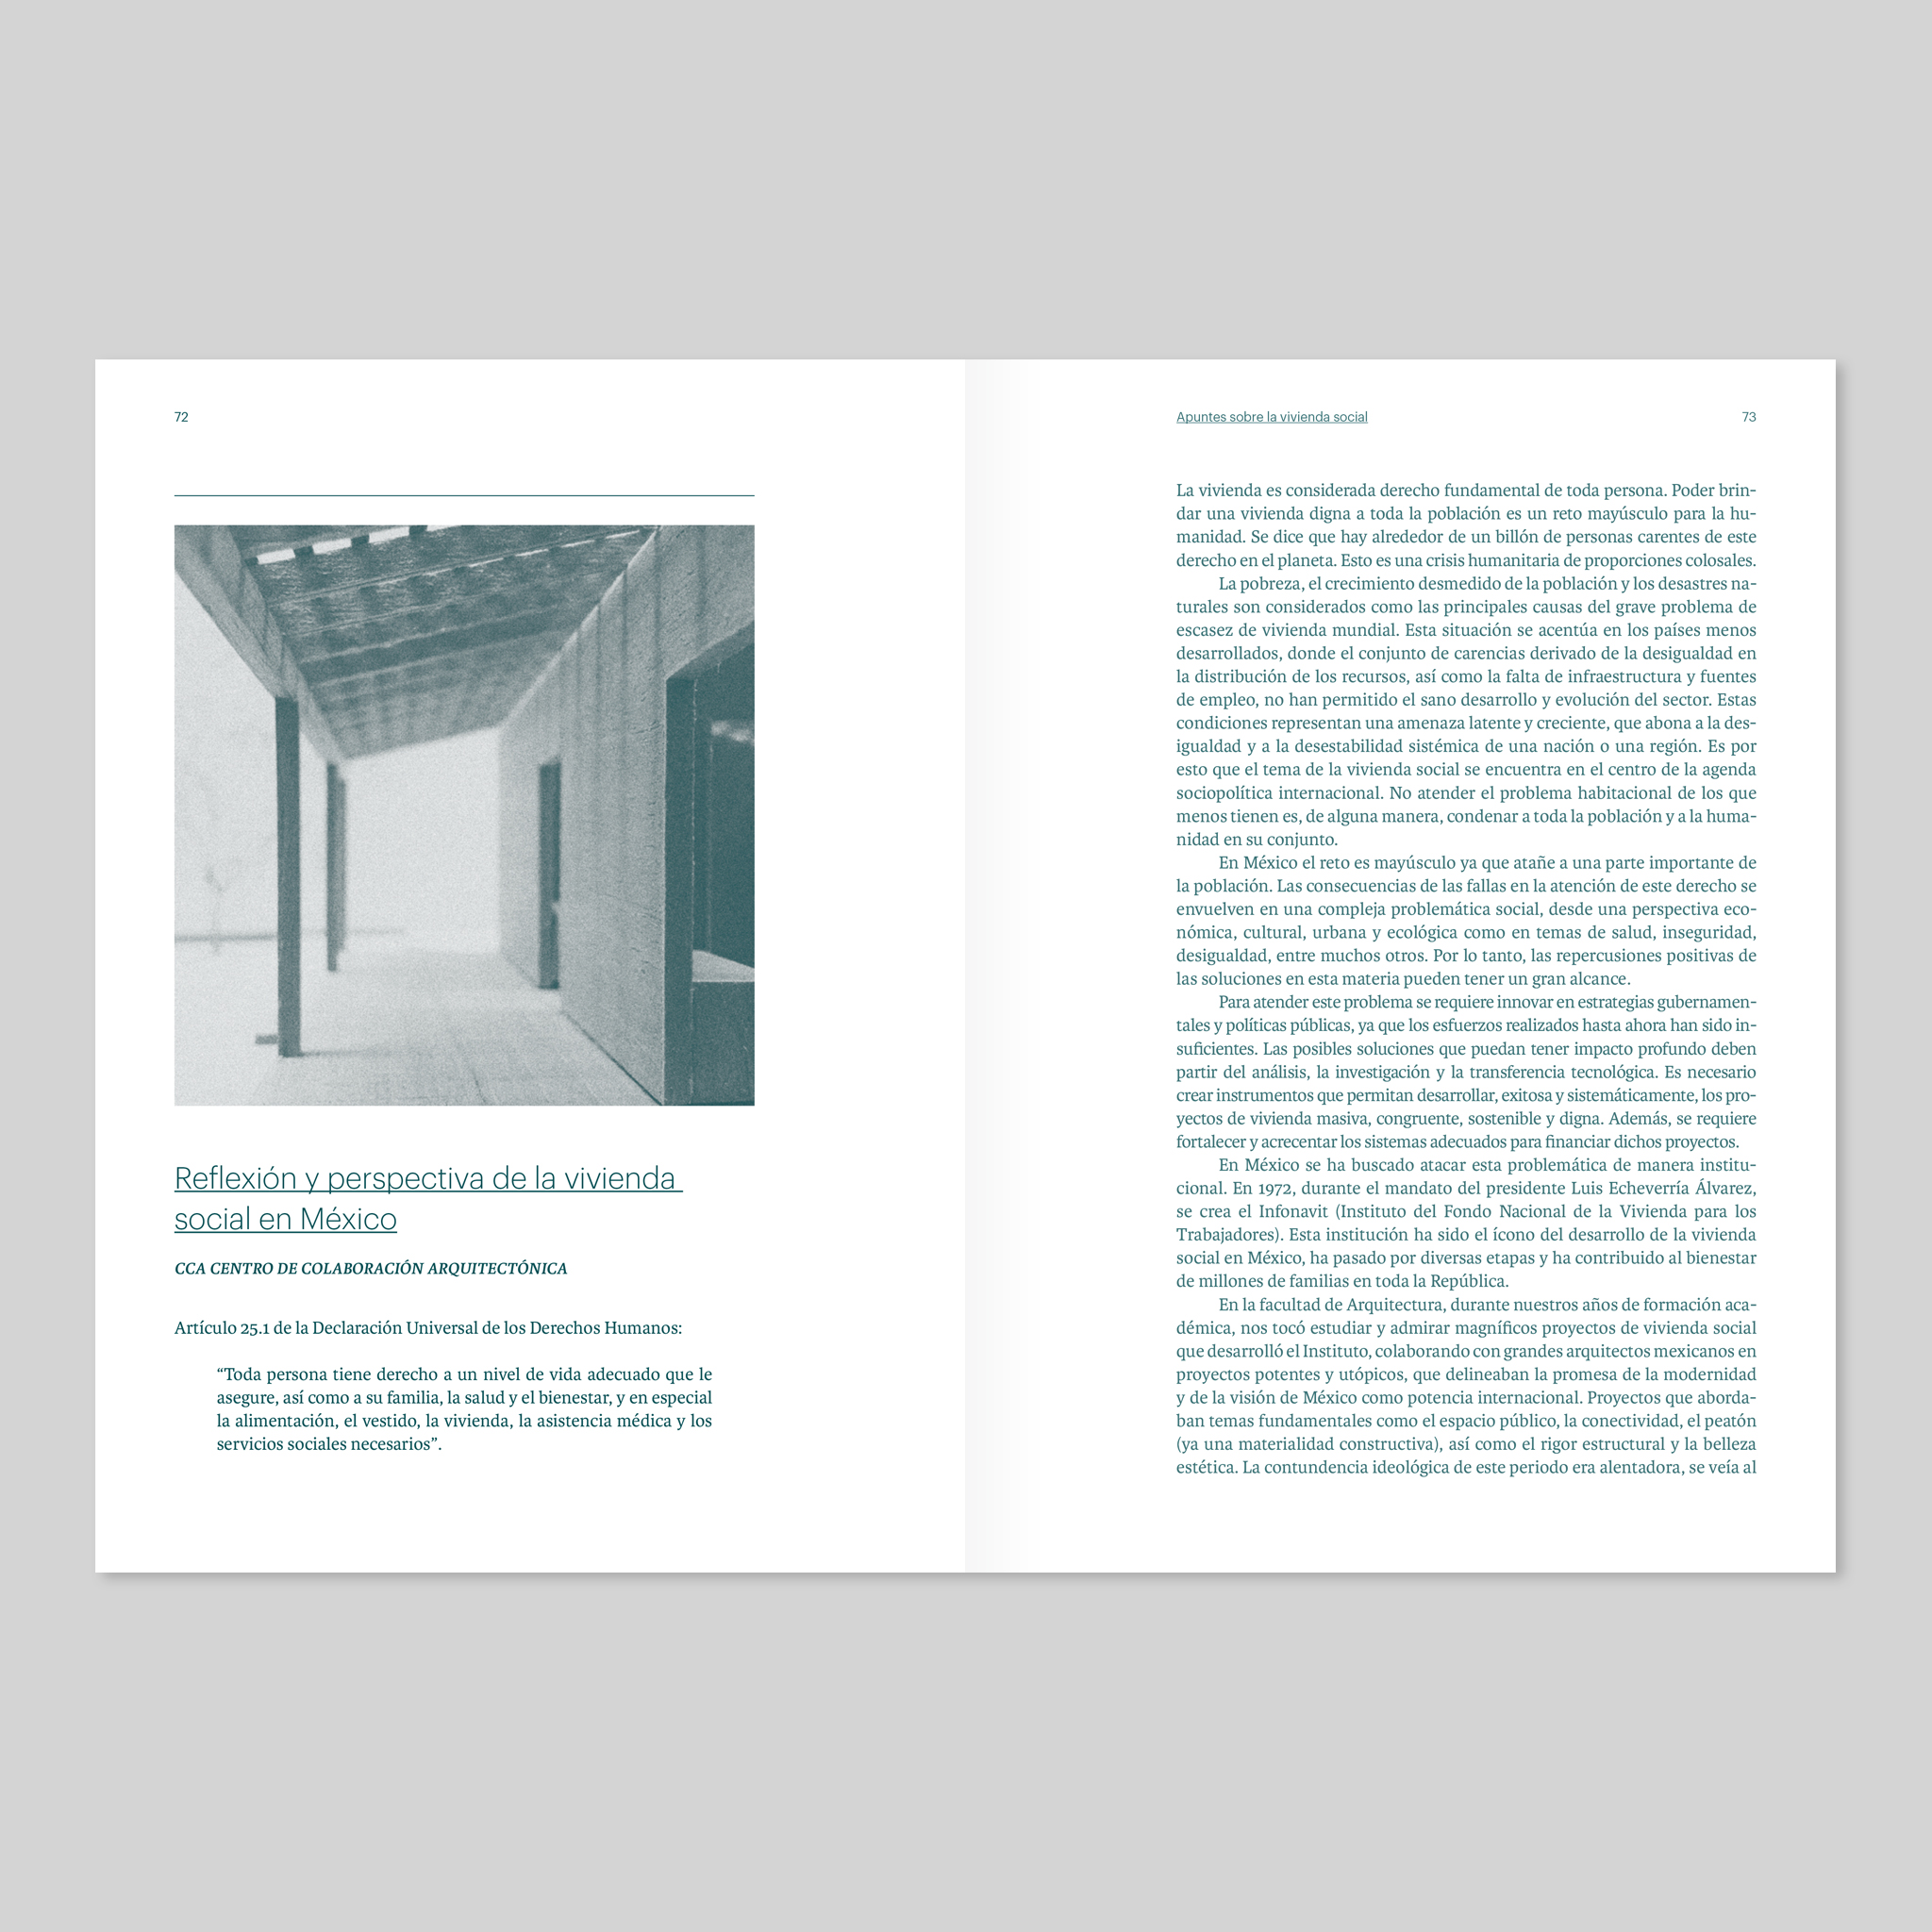 72
Reflexión y perspectiva de la vivienda
social en México
CCA CENTRO DE COLABORACIÓN ARQUITECTÓNICA
Artículo 25.1 de la Declaración Universal de los Derechos Humanos:
“Toda persona tiene derecho a un nivel de vida adecuado que le
asegure, así como a su familia, la salud y el bienestar, y en especial
la alimentación, el vestido, la vivienda, la asistencia médica y los
servicios sociales necesarios”.
Apuntes sobre la vivienda social
73
La vivienda es considerada derecho fundamental de toda persona. Poder brin-
dar una vivienda digna a toda la población es un reto mayúsculo para la hu-
manidad. Se dice que hay alrededor de un billón de personas carentes de este
derecho en el planeta. Esto es una crisis humanitaria de proporciones colosales.
La pobreza, el crecimiento desmedido de la población y los desastres na-
turales son considerados como las principales causas del grave problema de
escasez de vivienda mundial. Esta situación se acentúa en los países menos
desarrollados, donde el conjunto de carencias derivado de la desigualdad en
la distribución de los recursos, así como la falta de infraestructura y fuentes
de empleo, no han permitido el sano desarrollo y evolución del sector. Estas
condiciones representan una amenaza latente y creciente, que abona a la des-
igualdad y a la desestabilidad sistémica de una nación o una región. Es por
esto que el tema de la vivienda social se encuentra en el centro de la agenda
sociopolítica internacional. No atender el problema habitacional de los que
menos tienen es, de alguna manera, condenar a toda la población y a la huma-
nidad en su conjunto.
En México el reto es mayúsculo ya que atañe a una parte importante de
la población. Las consecuencias de las fallas en la atención de este derecho se
envuelven en una compleja problemática social, desde una perspectiva eco-
nómica, cultural, urbana y ecológica como en temas de salud, inseguridad,
desigualdad, entre muchos otros. Por lo tanto, las repercusiones positivas de
las soluciones en esta materia pueden tener un gran alcance.
Para atender este problema se requiere innovar en estrategias gubernamen-
tales y políticas públicas, ya que los esfuerzos realizados hasta ahora han sido in-
suficientes. Las posibles soluciones que puedan tener impacto profundo deben
partir del análisis, la investigación y la transferencia tecnológica. Es necesario
crear instrumentos que permitan desarrollar, exitosa y sistemáticamente, los pro-
yectos de vivienda masiva, congruente, sostenible y digna. Además, se requiere
fortalecer y acrecentar los sistemas adecuados para financiar dichos proyectos.
En México se ha buscado atacar esta problemática de manera institu-
cional. En 1972, durante el mandato del presidente Luis Echeverría Álvarez,
se crea el Infonavit (Instituto del Fondo Nacional de la Vivienda para los
Trabajadores). Esta institución ha sido el ícono del desarrollo de la vivienda
social en México, ha pasado por diversas etapas y ha contribuido al bienestar
de millones de familias en toda la República.
En la facultad de Arquitectura, durante nuestros años de formación aca-
démica, nos tocó estudiar y admirar magníficos proyectos de vivienda social
que desarrolló el Instituto, colaborando con grandes arquitectos mexicanos en
proyectos potentes y utópicos, que delineaban la promesa de la modernidad
y de la visión de México como potencia internacional. Proyectos que aborda-
ban temas fundamentales como el espacio público, la conectividad, el peatón
(ya una materialidad constructiva), así como el rigor estructural y la belleza
estética. La contundencia ideológica de este periodo era alentadora, se veía al